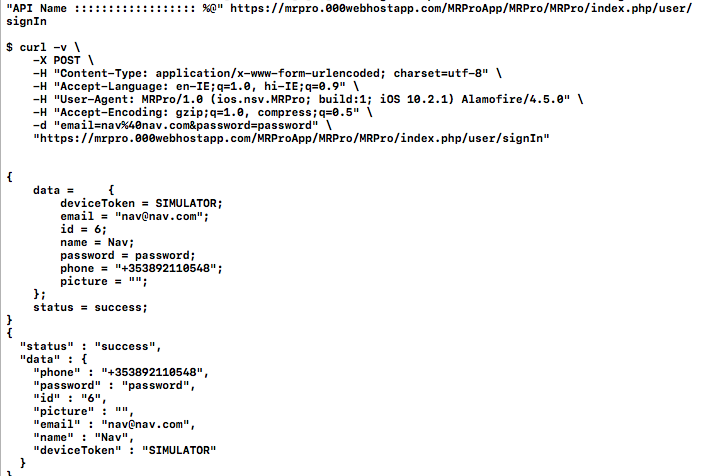 "API Name :::::::::::::::::: %@" https://mrpro.000webhostapp.com/MRProApp/MRPro/MRPro/index.php/user/
signIn
$ curl -v \
-X POST \
-H "Content-Type: application/x-www-form-urlencoded; charset=utf-8" \
-H "Accept-Language: en-IE;q=1.0, hi-IE;q=0.9" \
-H "User-Agent: MRPro/1.0 (ios.nsv.MRPro; build:1; iOS 10.2.1) Alamofire/4.5.0" \
-H "Accept-Encoding: gzip;q=1.0, compress;q=0.5" \
-d "email=nav%40nav.com&password=password" \
"https://mrpro.000webhostapp.com/MRProApp/MRPro/MRPro/index.php/user/signIn"
{
data =     {
deviceToken = SIMULATOR;
email = "nav@nav.com";
id = 6;
name = Nav;
password = password;
phone = "+353892110548";
picture = "";
};
status = success;
}
{
"status" : "success",
"data" : {
"phone" : "+353892110548",
"password" : "password",
"id" : "6",
"picture" : "",
"email" : "nav@nav.com",
"name" : "Nav",
"deviceToken" : "SIMULATOR"
}
}